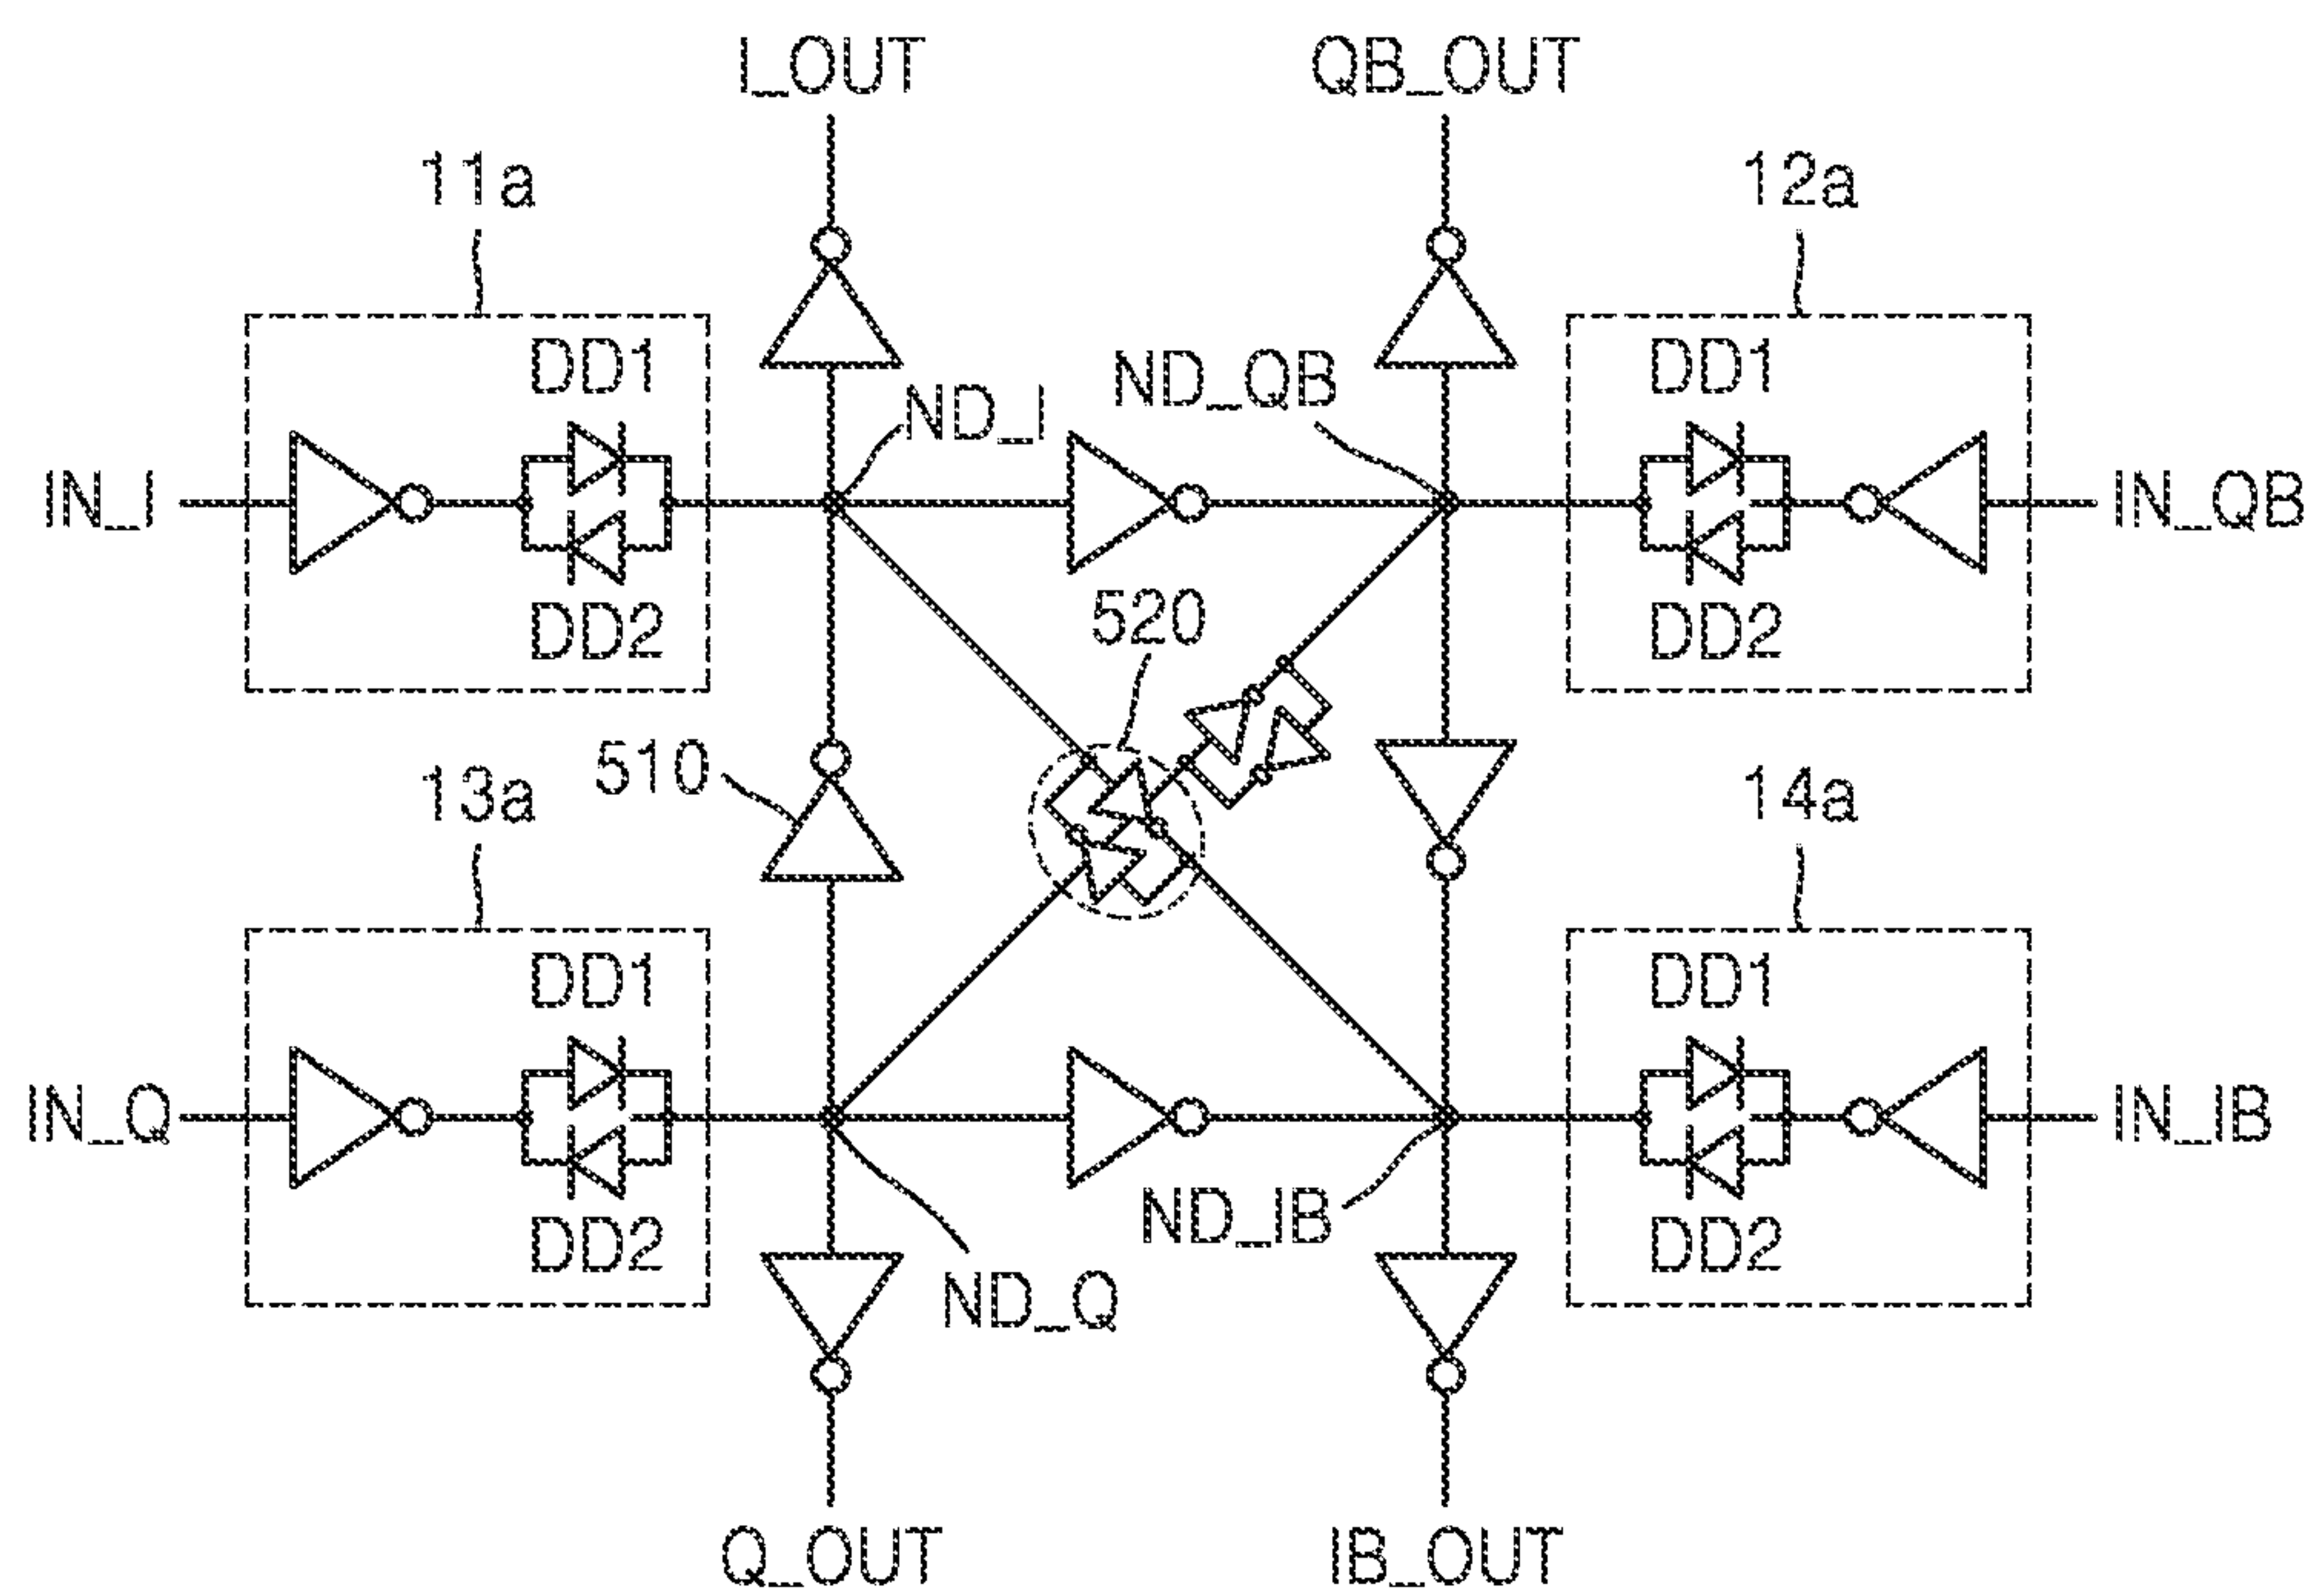 I_OUT QB_OUT
11a 12a
DD1 ND_I ND_QB DD1
IN_I IN_QB
DD2 520 DD2
13a 510 14a
DD1 DD1
IN_Q IN_IB
DD2 ND_Q ND_IB DD2
Q_OUT IB_OUT